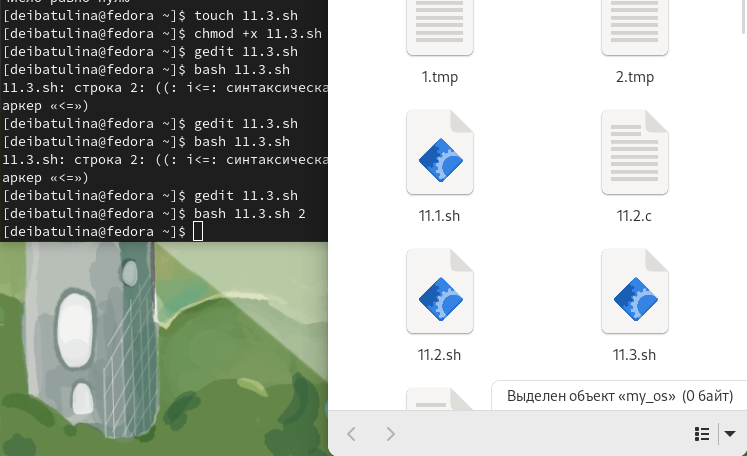 [deibatulina@fedora ~]$ touch 11.3.sh
[deibatulina@fedora ~]$ chmod +x 11.3.sh
[deibatulina@fedora ~]$ gedit 11.3.sh
[deibatulina@fedora ~]$ bash 11.3.sh
11.3.sh: строка 2: ((: i<=: синтаксическа
аркер «<=»)
[deibatulina@fedora ~]$ gedit 11.3.sh
[deibatulina@fedora ~]$ bash 11.3.sh
11.3.sh: строка 2: ((: i<=: синтаксическа
аркер «<=»)
[deibatulina@fedora ~]$ gedit 11.3.sh
[deibatulina@fedora ~]$ bash 11.3.sh 2
[deibatulina@fedora ~]$
1.tmp
2.tmp
11.1.sh
11.2.c
11.2.sh
11.3.sh
Выделен объект «my_os» (0 байт)